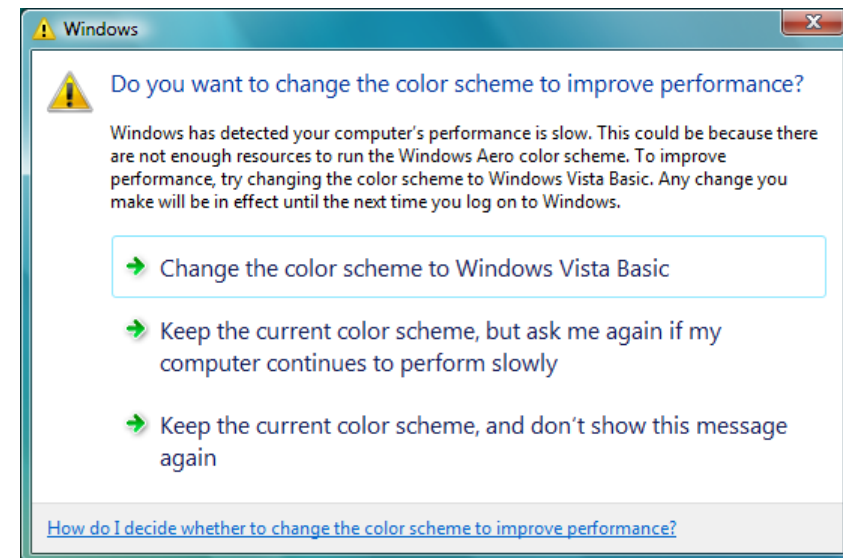 Windows
Do you want to change the color scheme to improve performance?
Windows has detected your computer's performance is slow. This could be because there
are not enough resources to run the Windows Aero color scheme. To improve
performance, try changing the color scheme to Windows Vista Basic. Any change you
make will be in effect until the next time you log on to Windows.
Change the color scheme to Windows Vista Basic
Keep the current color scheme, but ask me again if my
computer continues to perform slowly
Keep the current color scheme, and don't show this message
again
How do I decide whether to change the color scheme to improve performance?